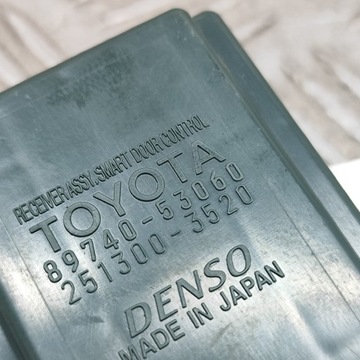 RECEIVER ASSY, SMART DOOR CONTROL
TOYOTA
89740-53060
251300-3520
DENSO
MADE IN JAPAN